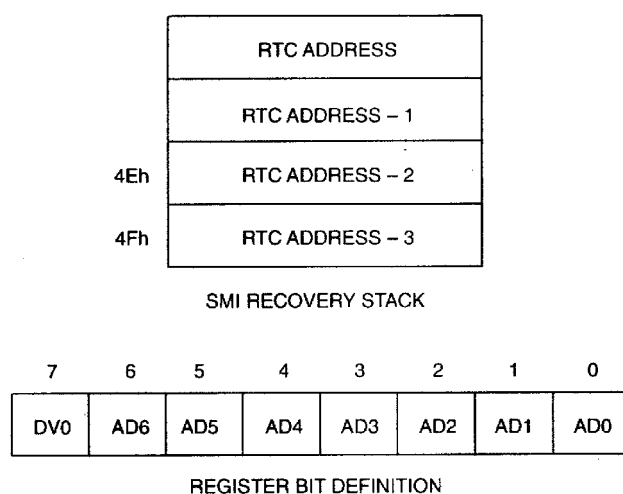 RTC ADDRESS
RTC ADDRESS – 1
4Eh RTC ADDRESS – 2
4Fh RTC ADDRESS – 3
SMI RECOVERY STACK
7 6 5 4 3 2 1 0
DV0 AD6 AD5 AD4 AD3 AD2 AD1 AD0
REGISTER BIT DEFINITION